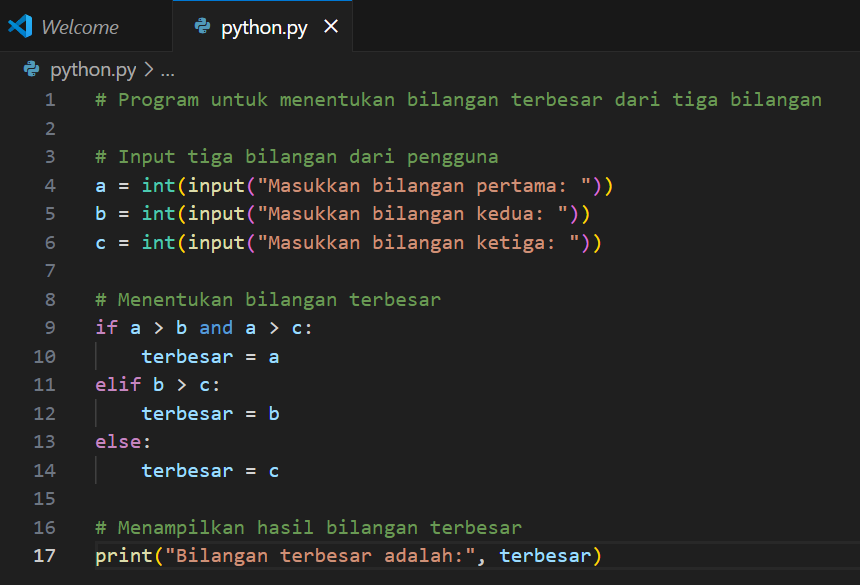 Welcome
python.py
python.py > ...
1 # Program untuk menentukan bilangan terbesar dari tiga bilangan
2
3 # Input tiga bilangan dari pengguna
4 a = int(input("Masukkan bilangan pertama: "))
5 b = int(input("Masukkan bilangan kedua: "))
6 c = int(input("Masukkan bilangan ketiga: "))
7
8 # Menentukan bilangan terbesar
9 if a > b and a > c:
10     terbesar = a
11 elif b > c:
12     terbesar = b
13 else:
14     terbesar = c
15
16 # Menampilkan hasil bilangan terbesar
17 print("Bilangan terbesar adalah:", terbesar)